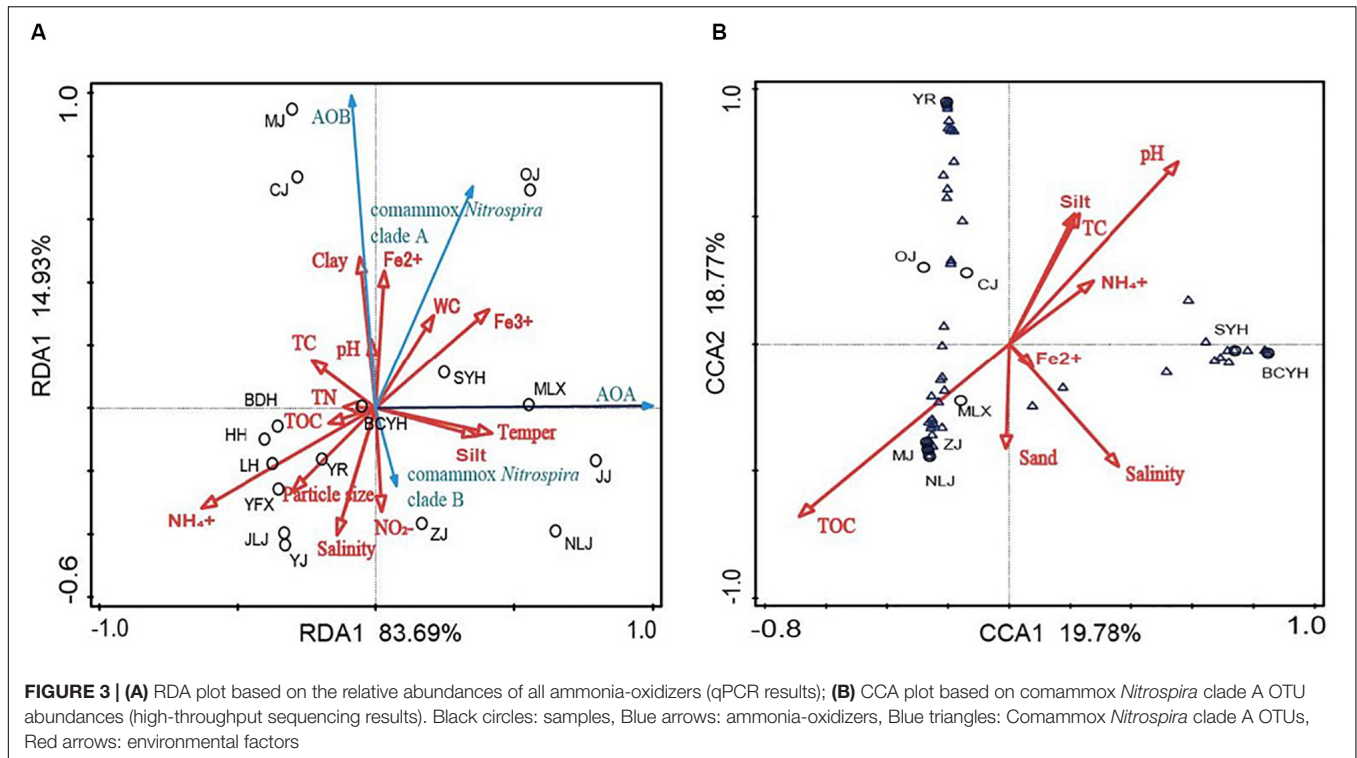 A
B
1.0
MJ
AOB
CJ
OJ
comammox Nitrospira
clade A
Clay
Fe2+
WC
Fe3+
TC
pH
SYH
MLX
AOA
BDH
TN
TOC
BCYH
HH
Temper
Silt
LH
YR
comammox Nitrospira
clade B
JJ
YFX
Particle size
NH₄+
NO₂-
ZJ
NLJ
JLJ
YJ
Salinity
-0.6
-1.0
1.0
RDA1 14.93%
RDA1 83.69%
1.0
YR
pH
Silt
TC
OJ
CJ
NH₄+
SYH
BCYH
Fe2+
MLX
MJ
ZJ
NLJ
Sand
Salinity
TOC
-1.0
-0.8
1.0
CCA2 18.77%
CCA1 19.78%
FIGURE 3 | (A) RDA plot based on the relative abundances of all ammonia-oxidizers (qPCR results); (B) CCA plot based on comammox Nitrospira clade A OTU
abundances (high-throughput sequencing results). Black circles: samples, Blue arrows: ammonia-oxidizers, Blue triangles: Comammox Nitrospira clade A OTUs,
Red arrows: environmental factors